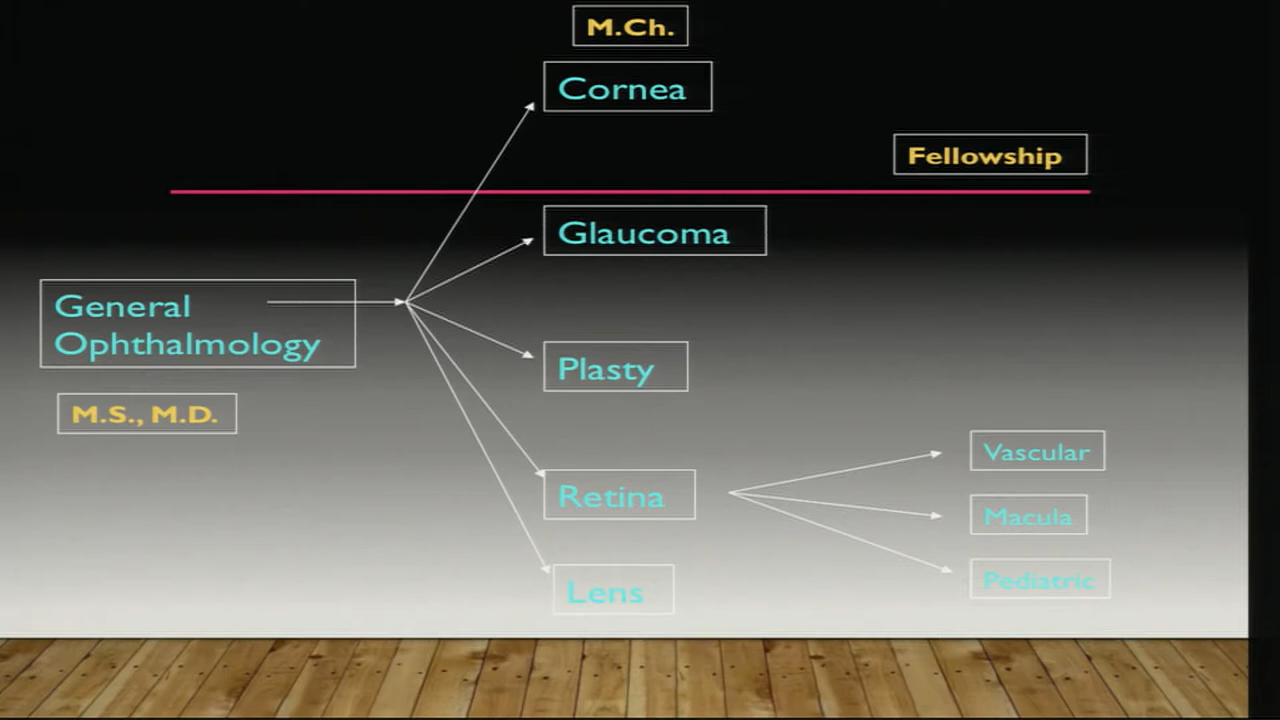 M.Ch.
Cornea
Fellowship
Glaucoma
General
Ophthalmology
Plasty
M.S., M.D.
Vascular
Retina
Macula
Pediatric
Lens